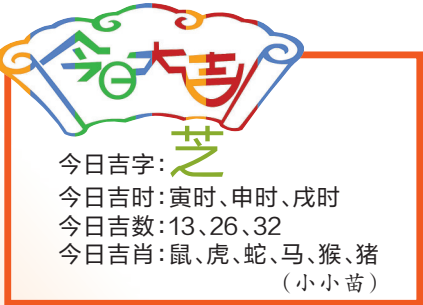 今日大吉
今日吉字:芝
今日吉时:寅时、申时、戌时
今日吉数:13、26、32
今日吉肖:鼠、虎、蛇、马、猴、猪
(小小苗)